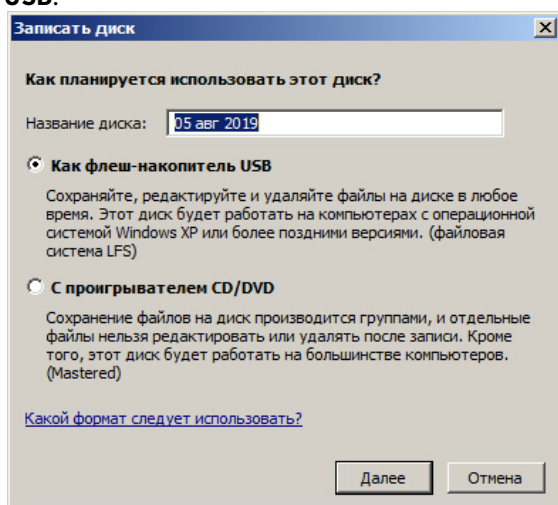 USB.
Записать диск
Как планируется использовать этот диск?
Название диска: 05 авг 2019
Как флеш-накопитель USB
Сохраняйте, редактируйте и удаляйте файлы на диске в любое
время. Этот диск будет работать на компьютерах с операционной
системой Windows XP или более поздними версиями. (файловая
система LFS)
С проигрывателем CD/DVD
Сохранение файлов на диск производится группами, и отдельные
файлы нельзя редактировать или удалять после записи. Кроме
того, этот диск будет работать на большинстве компьютеров.
(Mastered)
Какой формат следует использовать?
Далее Отмена